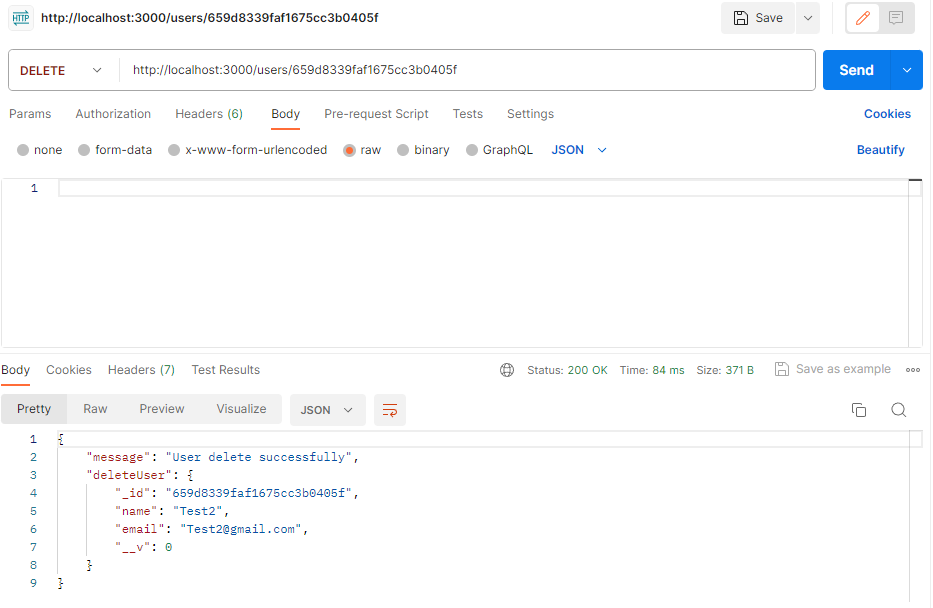 HTTP http://localhost:3000/users/659d8339faf1675cc3b0405f Save
DELETE http://localhost:3000/users/659d8339faf1675cc3b0405f Send
Params Authorization Headers (6) Body Pre-request Script Tests Settings Cookies
none form-data x-www-form-urlencoded raw binary GraphQL JSON Beautify
1
Body Cookies Headers (7) Test Results Status: 200 OK Time: 84 ms Size: 371 B Save as example
Pretty Raw Preview Visualize JSON
1 {
2 "message": "User delete successfully",
3 "deleteUser": {
4 "_id": "659d8339faf1675cc3b0405f",
5 "name": "Test2",
6 "email": "Test2@gmail.com",
7 "__v": 0
8 }
9 }